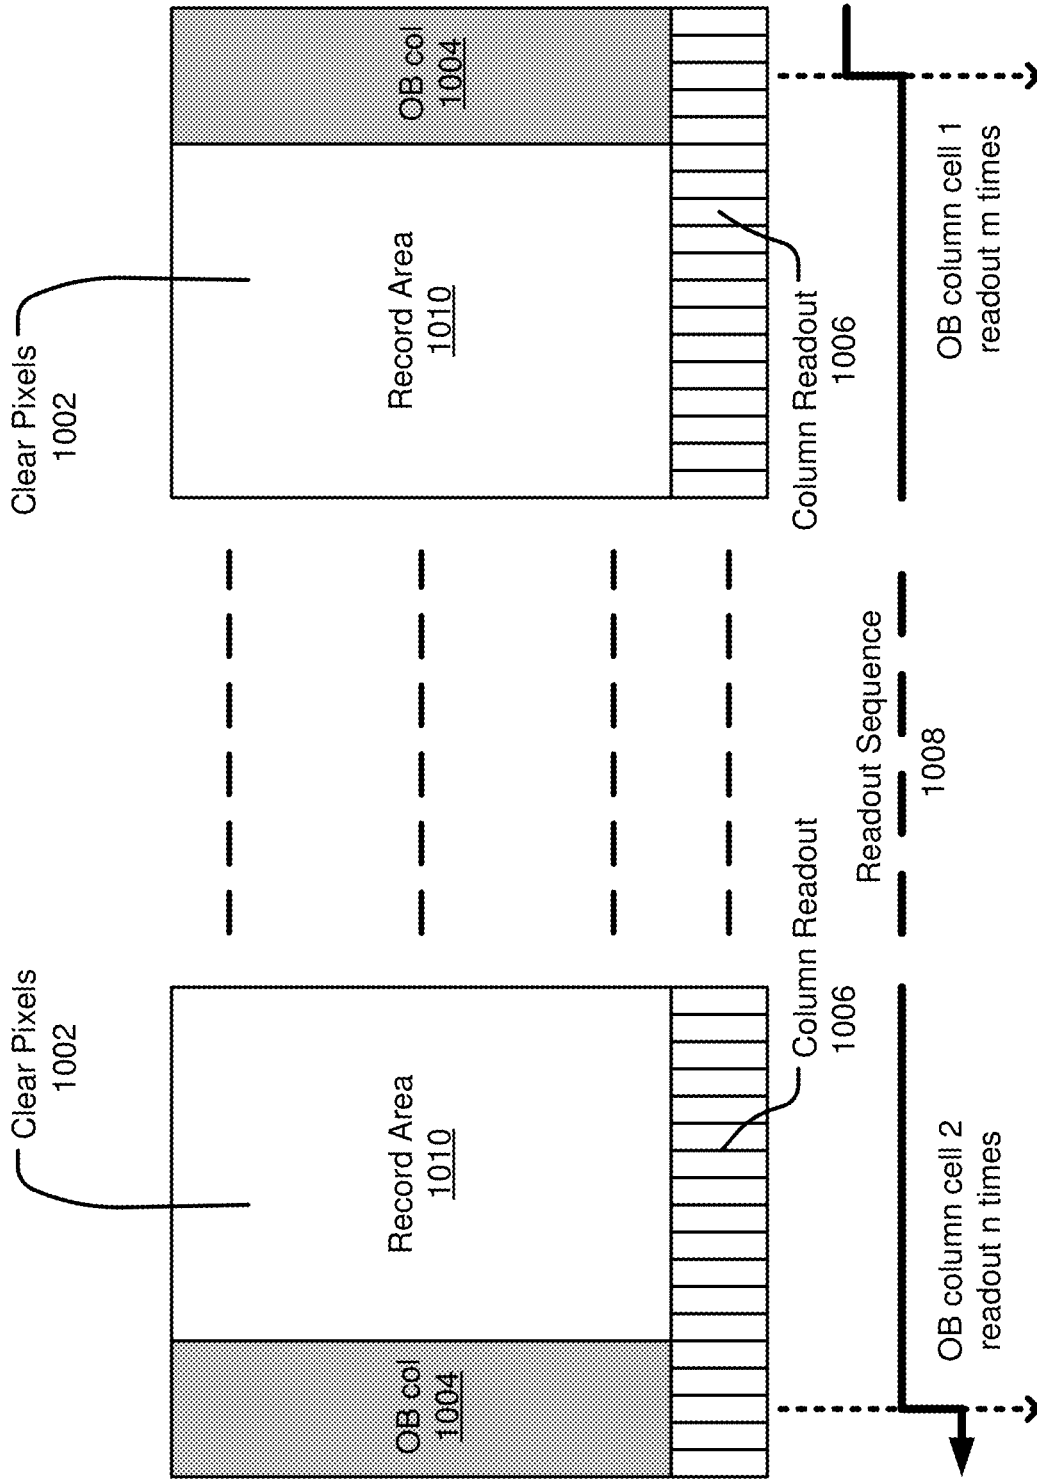 Clear Pixels
1002
Clear Pixels
1002
OB col
1004
Record Area
1010
Record Area
1010
OB col
1004
Column Readout
1006
Column Readout
1006
Readout Sequence
1008
OB column cell 2
readout n times
OB column cell 1
readout m times